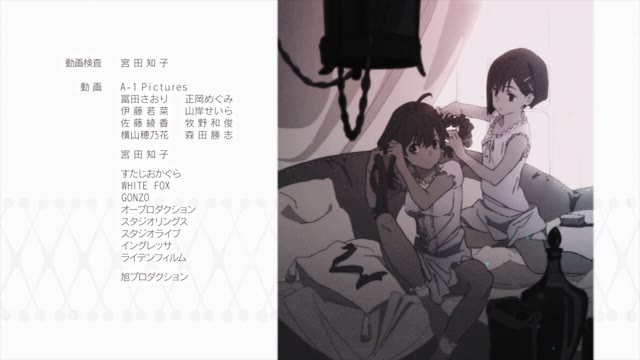 動画検査 宮田知子
動画 A-1 Pictures
冨田さおり 正岡めぐみ
伊藤若菜 山岸せいら
佐藤綾香 牧野和俊
横山穂乃花 森田勝志
宮田知子
すたじおかぐら
WHITE FOX
GONZO
オープロダクション
スタジオリングス
スタジオライブ
イングレッサ
ライデンフィルム
旭プロダクション